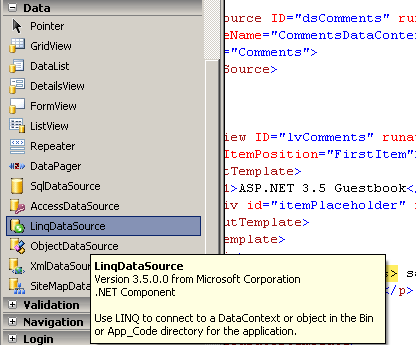 Data
Pointer
GridView
DataList
DetailsView
FormView
ListView
Repeater
DataPager
SqlDataSource
AccessDataSource
LinqDataSource
ObjectDataSource
XmlDataSou
SiteMapData
Validation
Navigation
Login
LinqDataSource
Version 3.5.0.0 from Microsoft Corporation
.NET Component
Use LINQ to connect to a DataContext or object in the Bin
or App_Code directory for the application.
ource ID="dsComments" ru
eName="CommentsDataConte
="Comments">
Source>
iew ID="lvComments" runa
ItemPosition="FirstItem"
tTemplate>
1>ASP.NET 3.5 Guestbook</
iv id="itemPlaceholder"
utTemplate>
emplate>
> sa
</p>